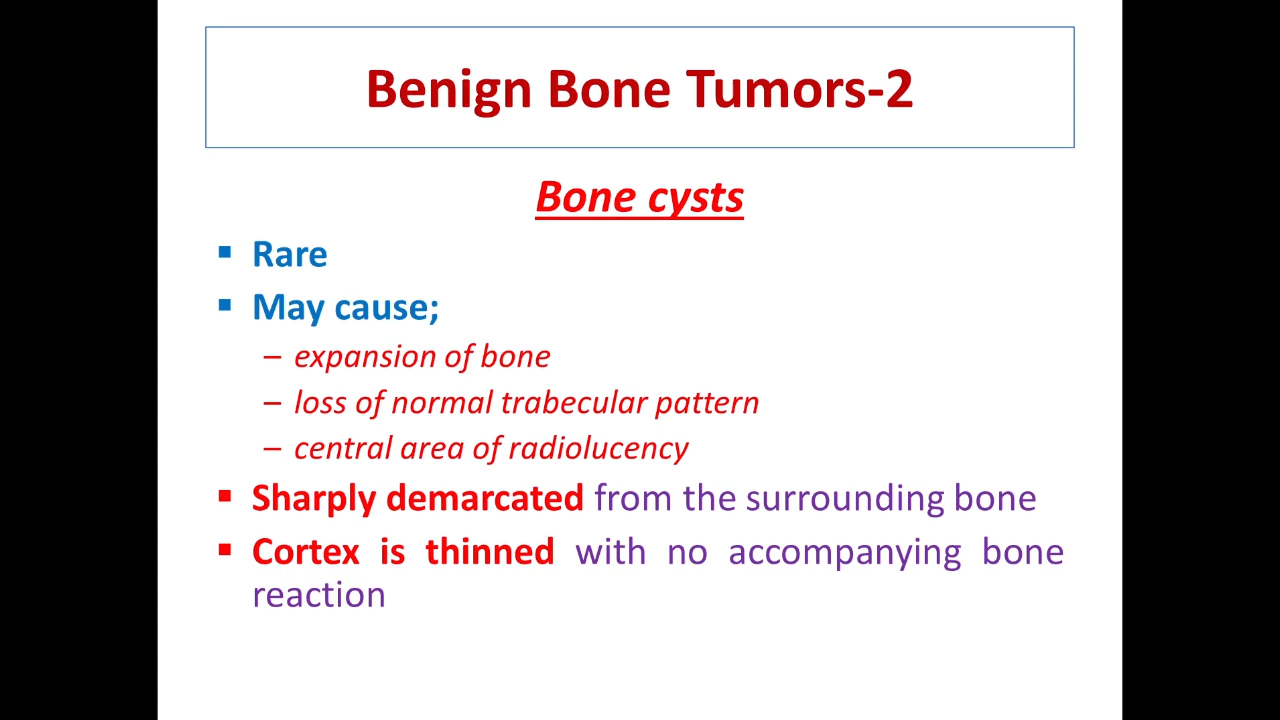 Benign Bone Tumors-2
Bone cysts
▪ Rare
▪ May cause;
– expansion of bone
– loss of normal trabecular pattern
– central area of radiolucency
▪ Sharply demarcated from the surrounding bone
▪ Cortex is thinned with no accompanying bone
reaction